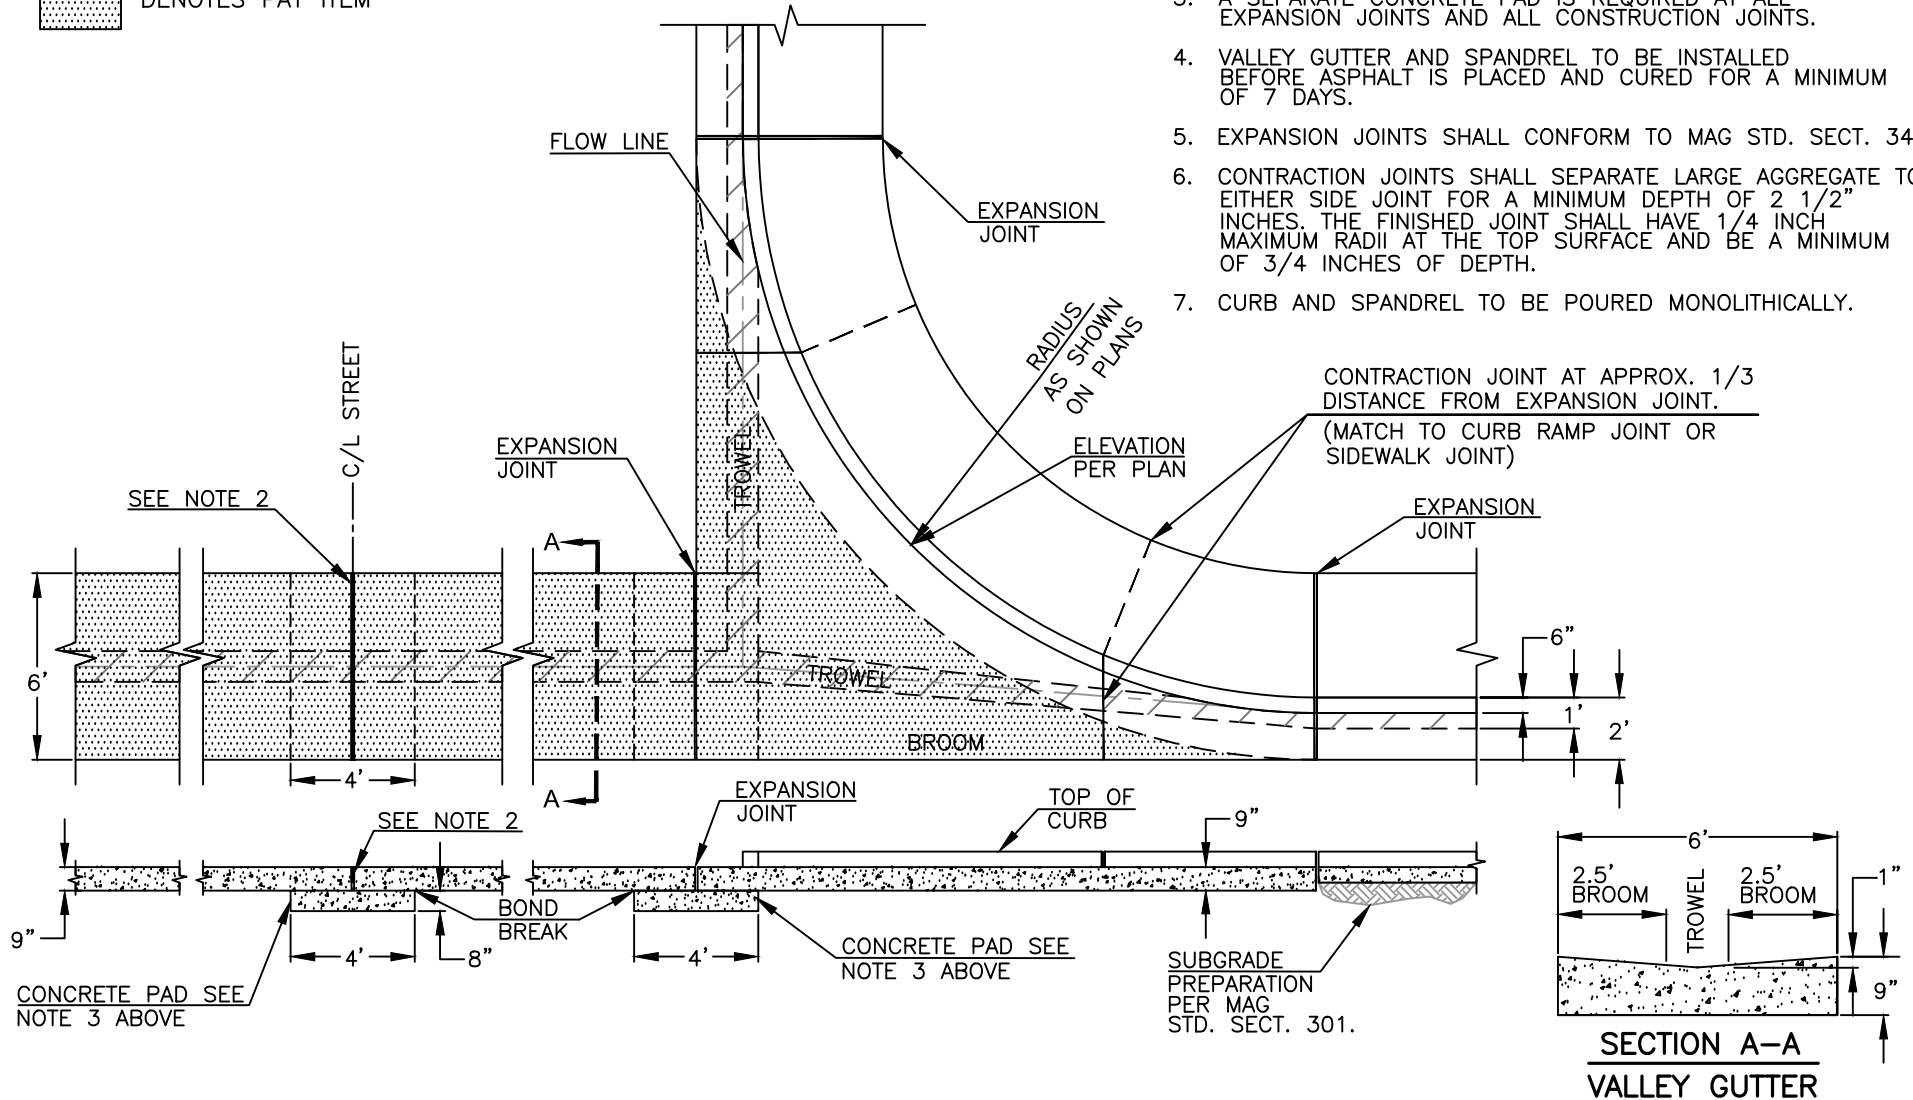 DENOTES PAY ITEM
3. A SEPARATE CONCRETE PAD IS REQUIRED AT ALL
EXPANSION JOINTS AND ALL CONSTRUCTION JOINTS.
4. VALLEY GUTTER AND SPANDREL TO BE INSTALLED
BEFORE ASPHALT IS PLACED AND CURED FOR A MINIMUM
OF 7 DAYS.
5. EXPANSION JOINTS SHALL CONFORM TO MAG STD. SECT. 34
6. CONTRACTION JOINTS SHALL SEPARATE LARGE AGGREGATE TO
EITHER SIDE JOINT FOR A MINIMUM DEPTH OF 2 1/2”
INCHES. THE FINISHED JOINT SHALL HAVE 1/4 INCH
MAXIMUM RADII AT THE TOP SURFACE AND BE A MINIMUM
OF 3/4 INCHES OF DEPTH.
7. CURB AND SPANDREL TO BE POURED MONOLITHICALLY.
FLOW LINE
EXPANSION
JOINT
RADIUS
AS SHOWN
ON PLANS
CONTRACTION JOINT AT APPROX. 1/3
DISTANCE FROM EXPANSION JOINT.
(MATCH TO CURB RAMP JOINT OR
SIDEWALK JOINT)
C/L STREET
EXPANSION
JOINT
TROWEL
ELEVATION
PER PLAN
SEE NOTE 2
EXPANSION
JOINT
A
6'
TROWEL
BROOM
6”
1'
2'
4'
A
EXPANSION
JOINT
TOP OF
CURB
9”
SEE NOTE 2
9”
BOND
BREAK
4'
8”
4'
CONCRETE PAD SEE
NOTE 3 ABOVE
CONCRETE PAD SEE
NOTE 3 ABOVE
SUBGRADE
PREPARATION
PER MAG
STD. SECT. 301.
6'
2.5'
BROOM
TROWEL
2.5'
BROOM
1”
9”
SECTION A–A
VALLEY GUTTER